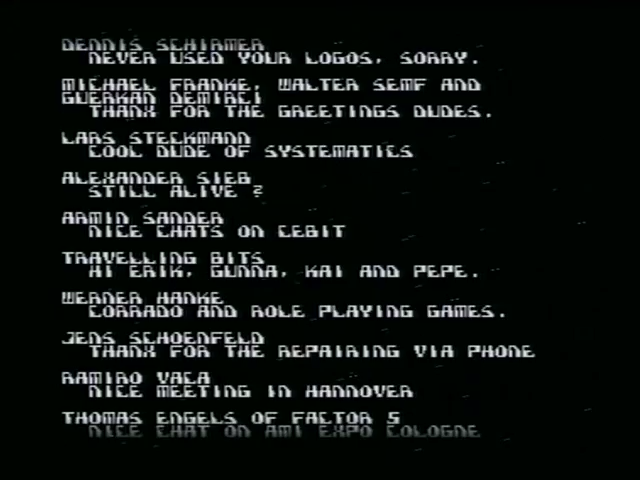 DENNIS SCHIRMER
NEVER USED YOUR LOGOS, SORRY.
MICHAEL FRANKE, WALTER SEMF AND
GUERKAN DEMIRCI
THANX FOR THE GREETINGS DUDES.
LARS STECKMANN
COOL DUDE OF SYSTEMATICS
ALEXANDER SIEB
STILL ALIVE ?
ARMIN SANDER
NICE CHATS ON CEBIT
TRAVELLING BITS
HI ERIK, GUNNA, KAI AND PEPE.
WERNER HANKE
CORRADO AND ROLE PLAYING GAMES.
JENS SCHOENFELD
THANX FOR THE REPAIRING VIA PHONE
RAMIRO VACA
NICE MEETING IN HANNOVER
THOMAS ENGELS OF FACTOR 5
NICE CHAT ON AMI EXPO COLOGNE